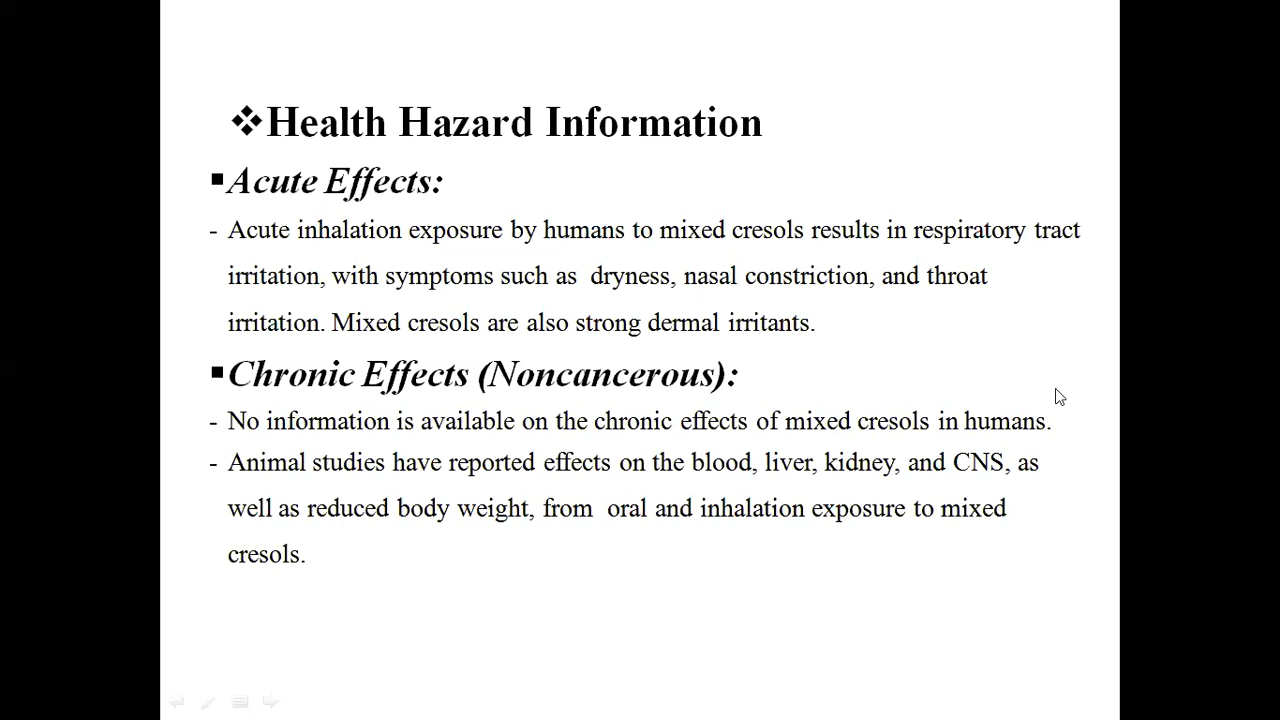 ❖Health Hazard Information
▪Acute Effects:
- Acute inhalation exposure by humans to mixed cresols results in respiratory tract
irritation, with symptoms such as  dryness, nasal constriction, and throat
irritation. Mixed cresols are also strong dermal irritants.
▪Chronic Effects (Noncancerous):
- No information is available on the chronic effects of mixed cresols in humans.
- Animal studies have reported effects on the blood, liver, kidney, and CNS, as
well as reduced body weight, from  oral and inhalation exposure to mixed
cresols.